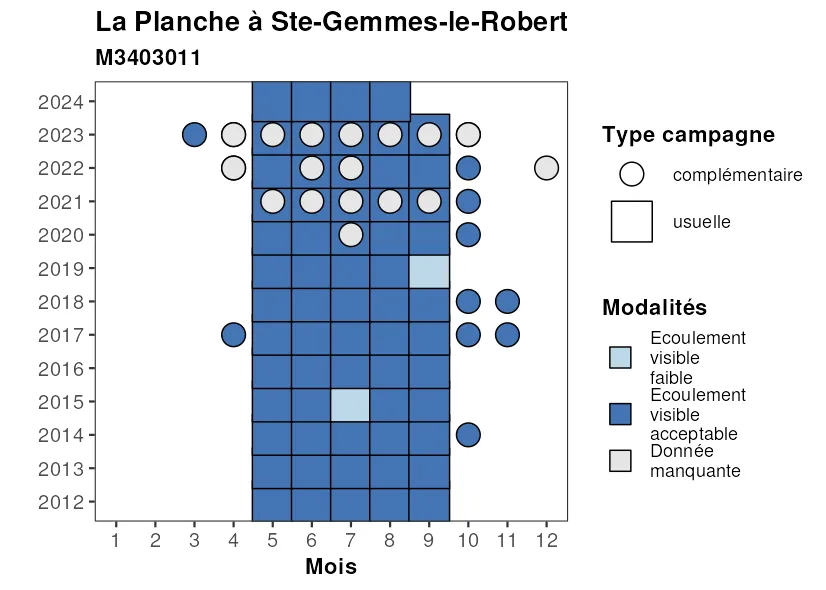 La Planche à Ste-Gemmes-le-Robert
M3403011
2024
2023
2022
2021
2020
2019
2018
2017
2016
2015
2014
2013
2012
1 2 3 4 5 6 7 8 9 10 11 12
Mois
Type campagne
complémentaire
usuelle
Modalités
Ecoulement
visible
faible
Ecoulement
visible
acceptable
Donnée
manquante